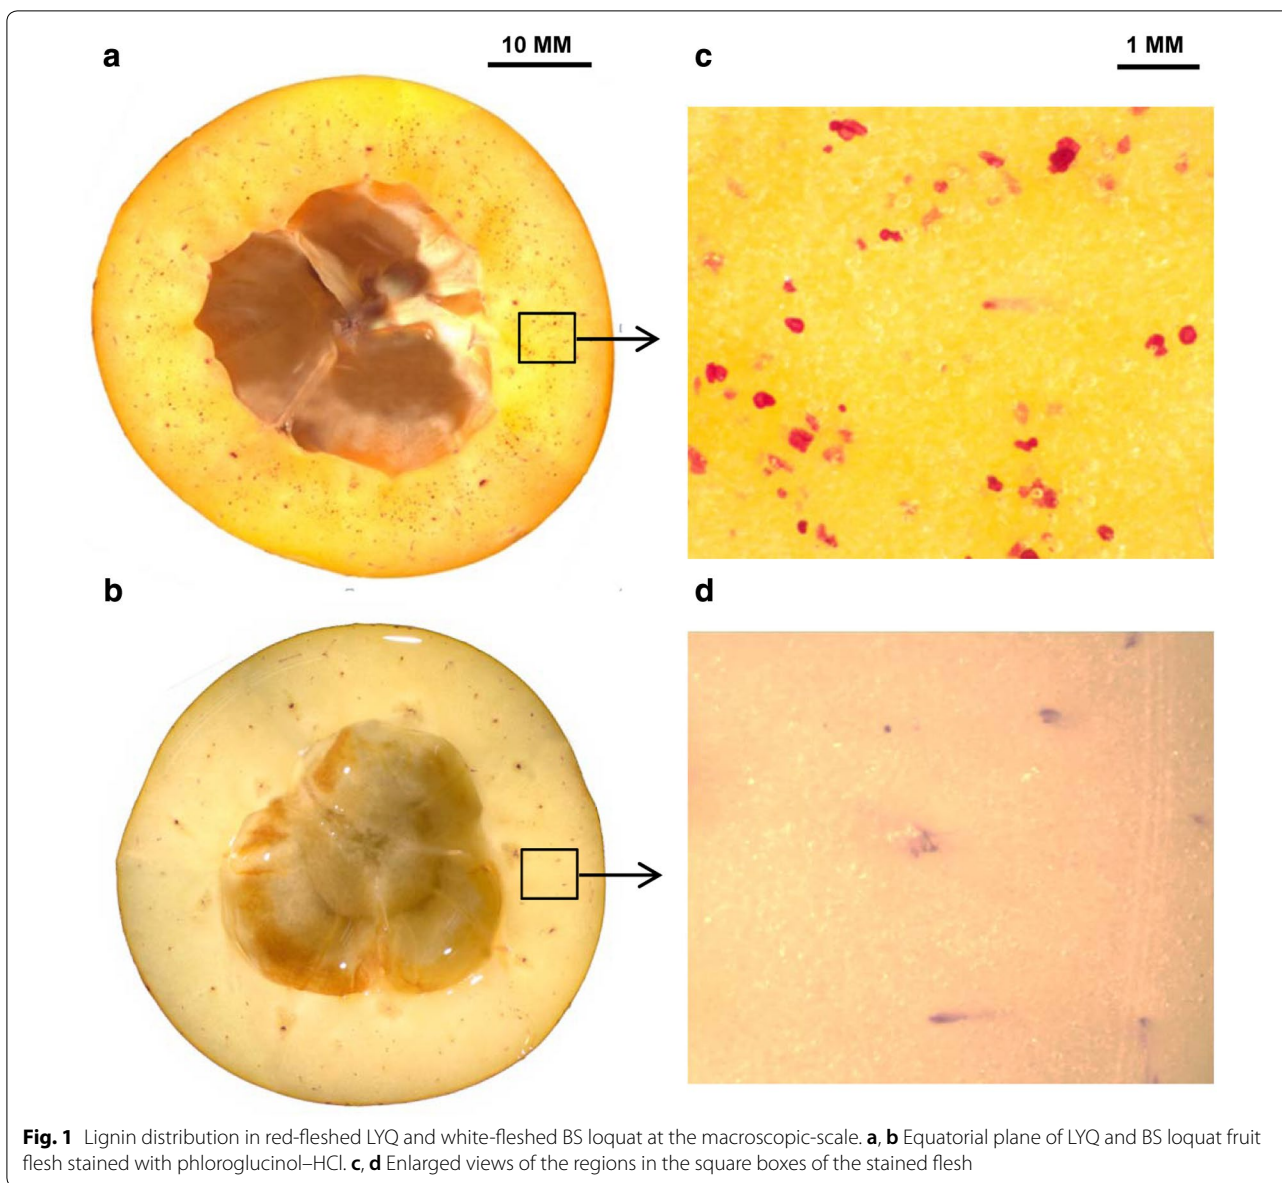 a
10 MM
c
1 MM
b
d
Fig. 1 Lignin distribution in red-fleshed LYQ and white-fleshed BS loquat at the macroscopic-scale. a, b Equatorial plane of LYQ and BS loquat fruit
flesh stained with phloroglucinol–HCl. c, d Enlarged views of the regions in the square boxes of the stained flesh